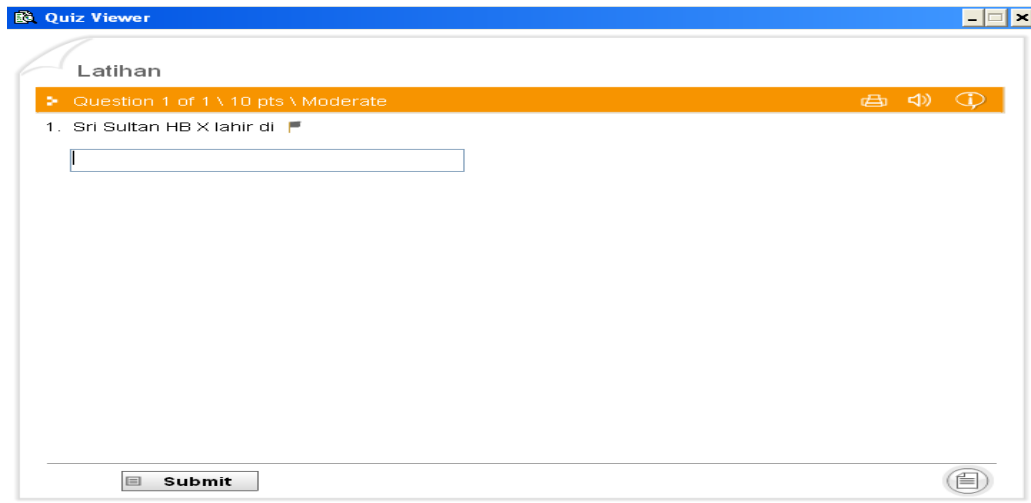 Quiz Viewer
Latihan
Question 1 of 1 \ 10 pts \ Moderate
1. Sri Sultan HB X lahir di
Submit